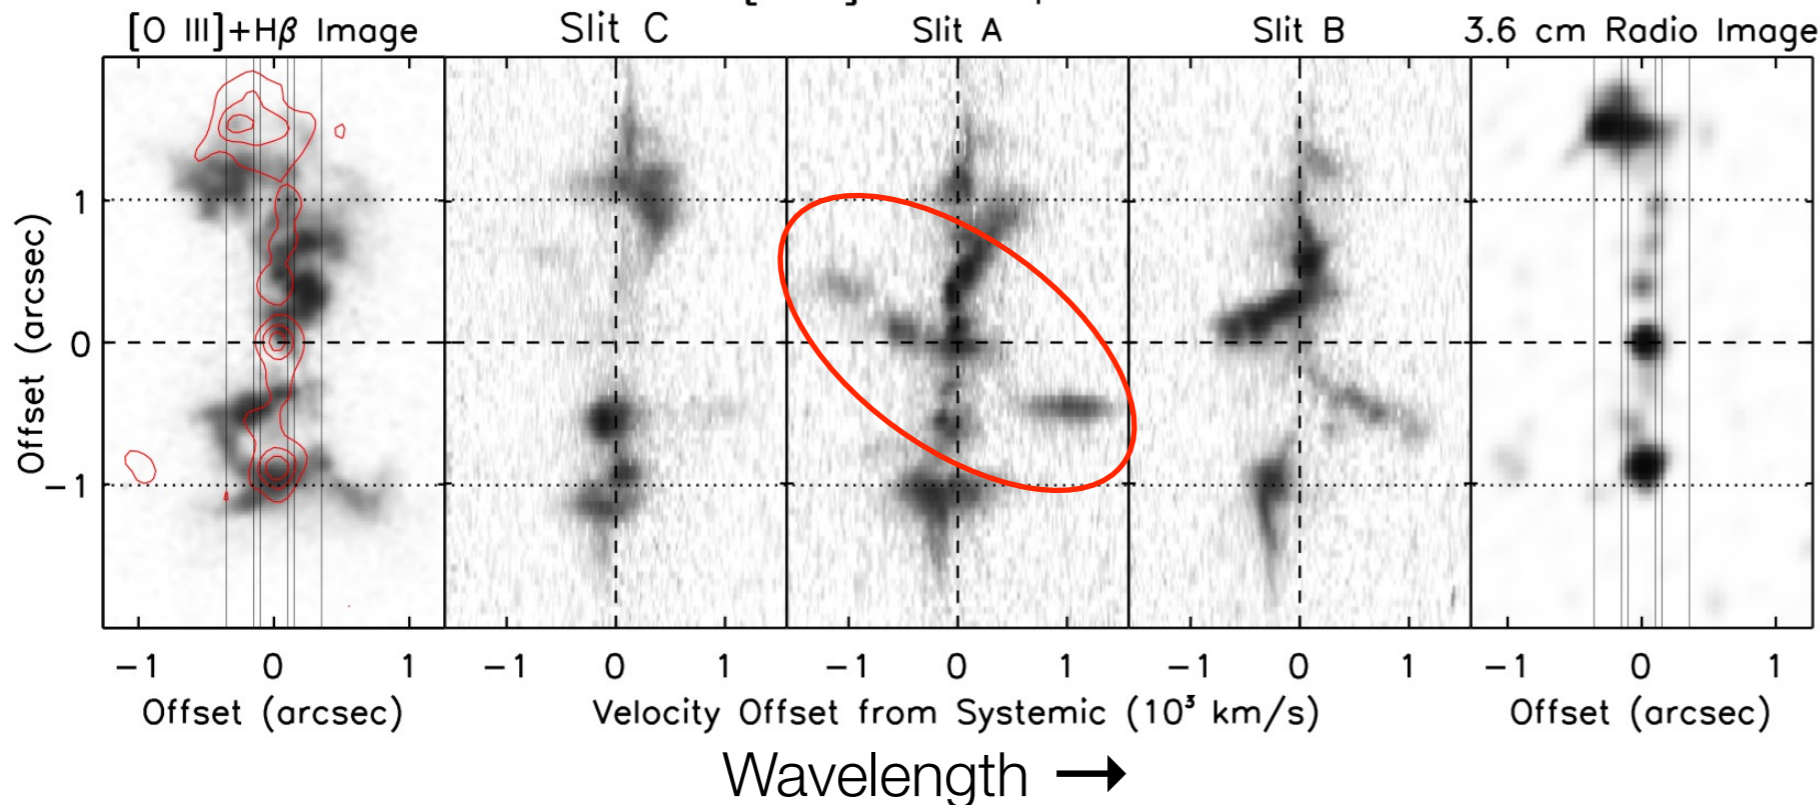 [O III]+Hβ Image
Slit C
Slit A
Slit B
3.6 cm Radio Image
Offset (arcsec)
1
0
−1
−1 0 1
−1 0 1
−1 0 1
−1 0 1
−1 0 1
Offset (arcsec)
Velocity Offset from Systemic (10³ km/s)
Offset (arcsec)
Wavelength →